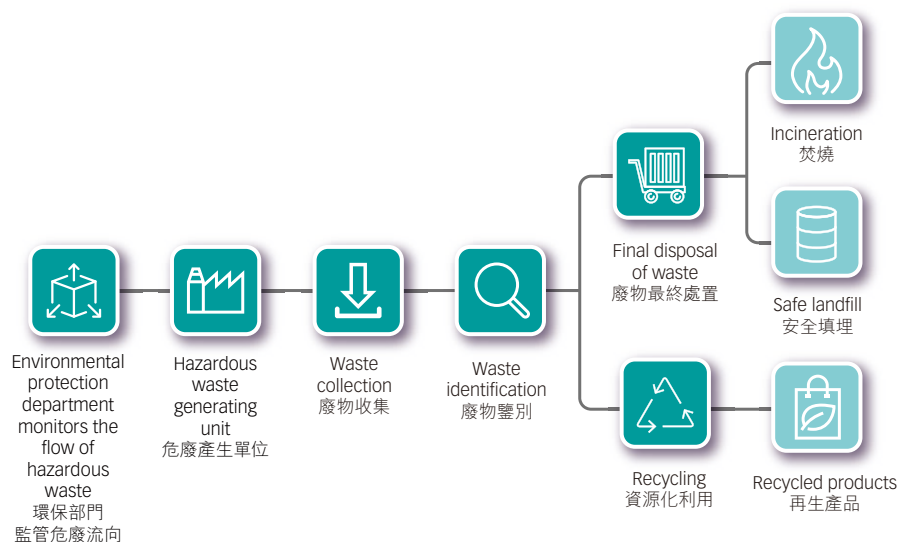 Environmental
protection
department
monitors the
flow of
hazardous
waste
環保部門
監管危廢流向
Hazardous
waste
generating
unit
危廢產生單位
Waste
collection
廢物收集
Waste
identification
廢物鑒別
Final disposal
of waste
廢物最終處置
Incineration
焚燒
Safe landfill
安全填埋
Recycling
資源化利用
Recycled products
再生產品